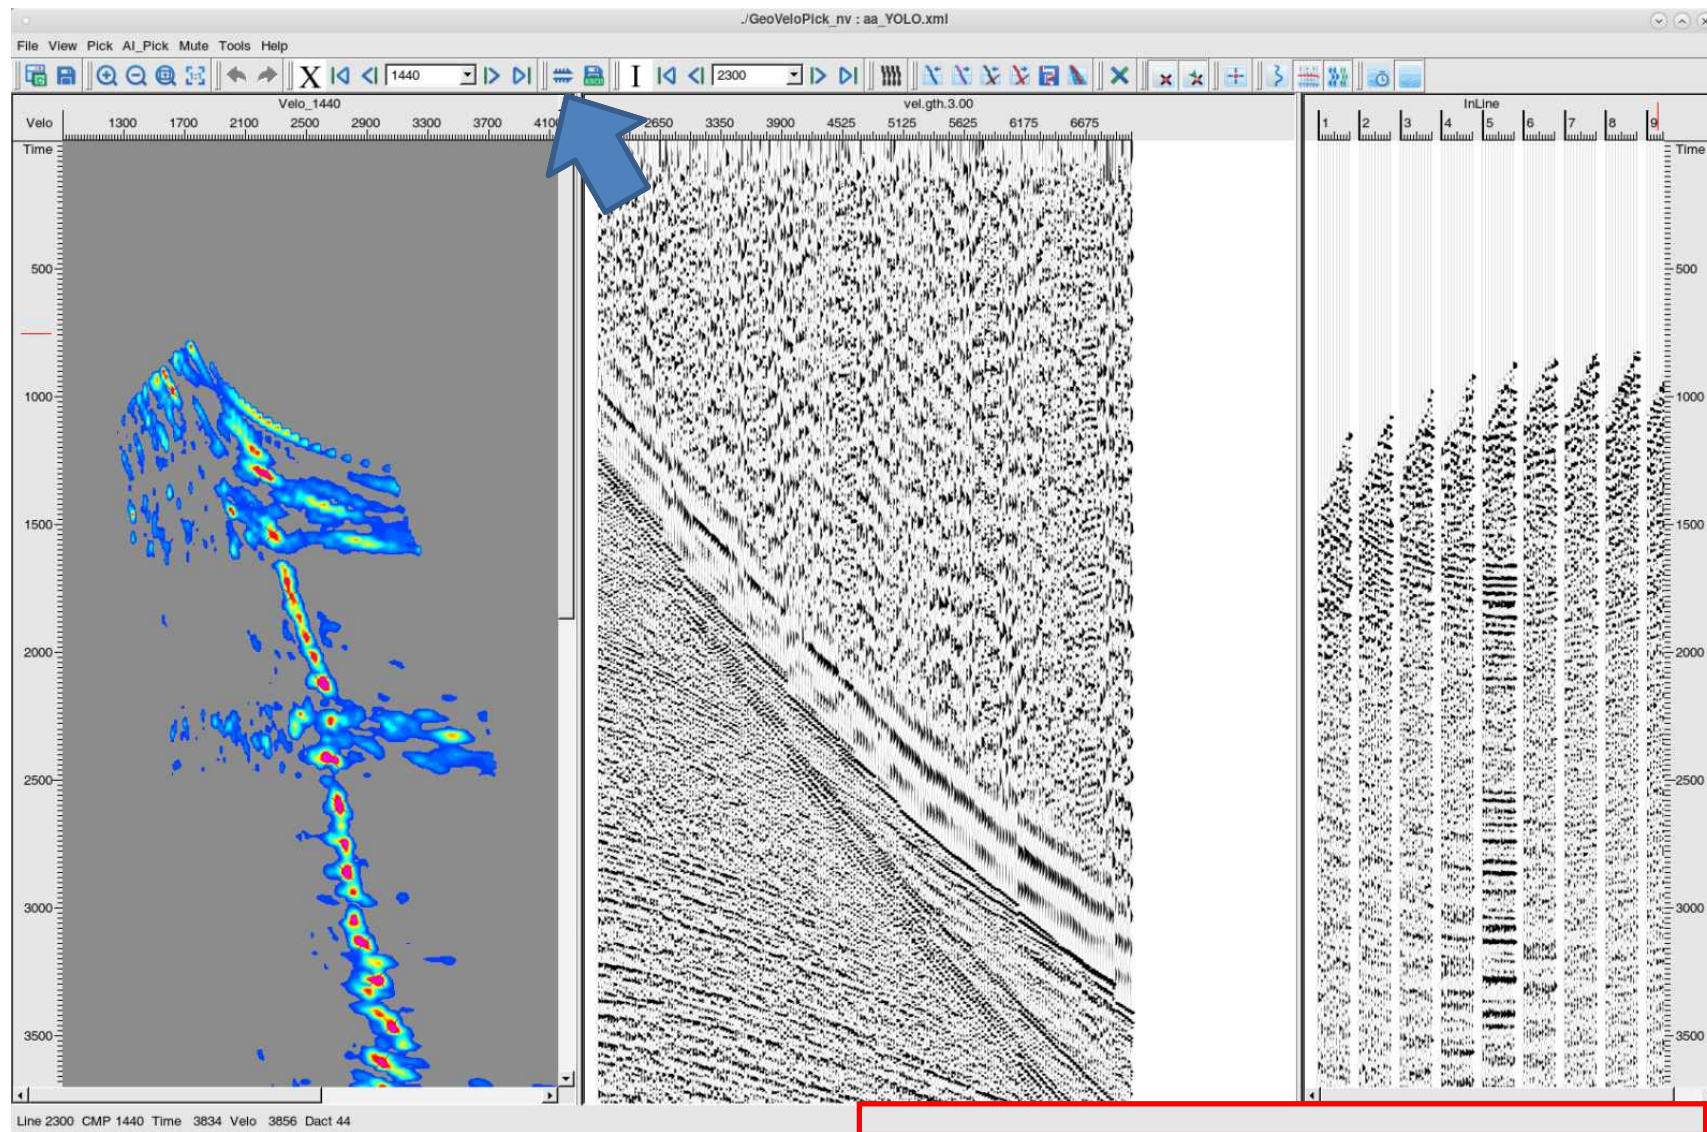 ./GeoVeloPick_nv : aa_YOLO.xml
File View Pick AI_Pick Mute Tools Help
X 1440 I 2300
Velo_1440 vel.gth.3.00 InLine
Velo 1300 1700 2100 2500 2900 3300 3700 2650 3350 3900 4525 5125 5625 6175 6675 1 2 3 4 5 6 7 8 9
Time Time
500 500
1000 1000
1500 1500
2000 2000
2500 2500
3000 3000
3500 3500
Line 2300 CMP 1440 Time 3834 Velo 3856 Dact 44